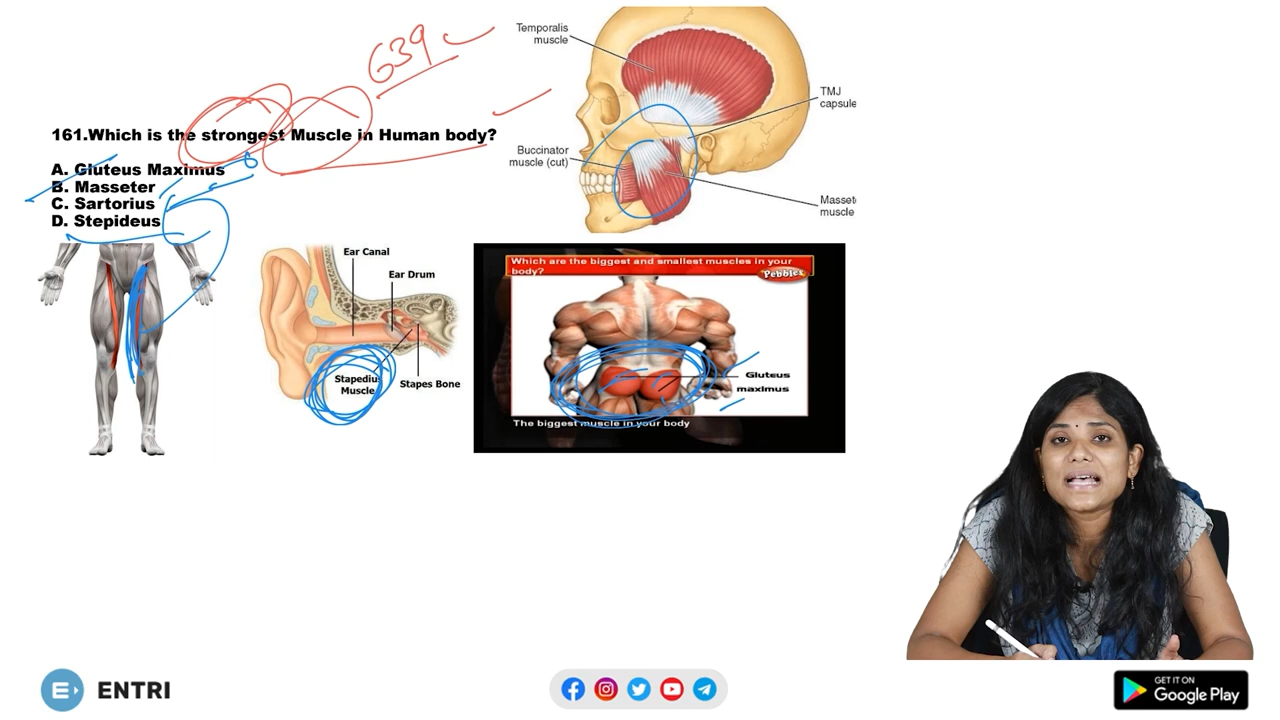 639
161.Which is the strongest Muscle in Human body?
A. Gluteus Maximus
B. Masseter
C. Sartorius
D. Stepideus
Temporalis
muscle
TMJ
capsule
Buccinator
muscle (cut)
Massete
muscle
Ear Canal
Ear Drum
Stapedius
Muscle
Stapes Bone
Which are the biggest and smallest muscles in your
body?
Pebbles
Gluteus
maximus
The biggest muscle in your body
ENTRI
GET IT ON
Google Play